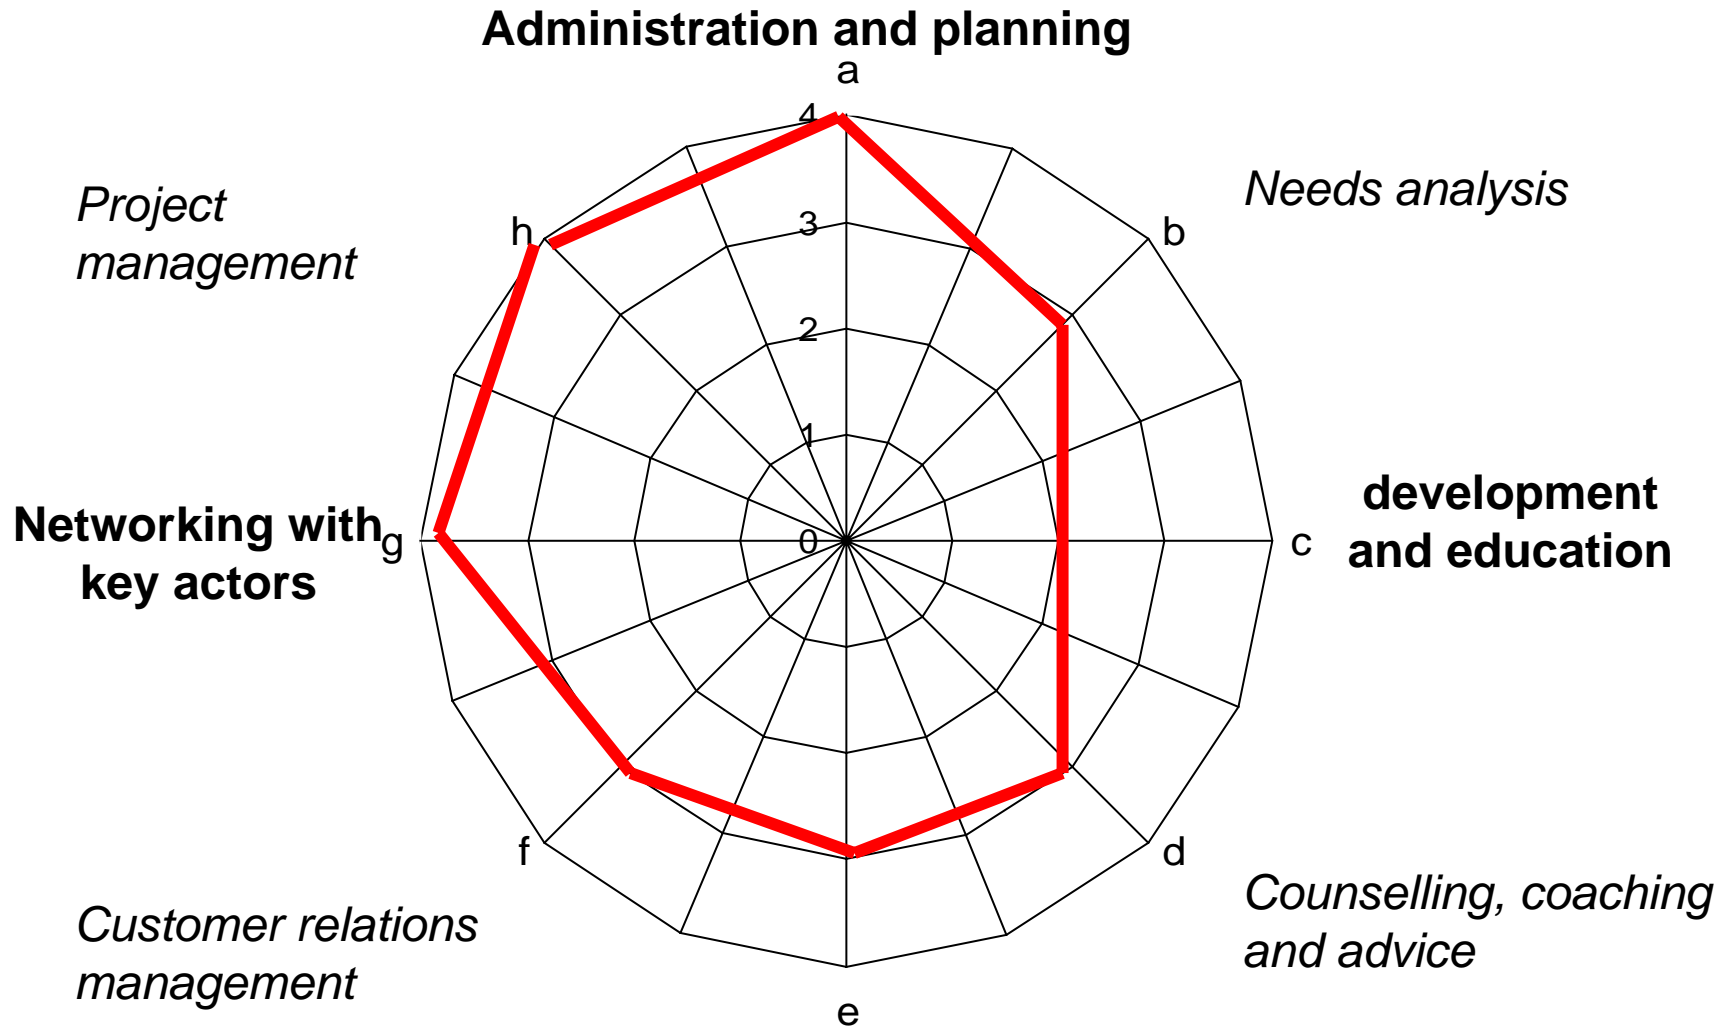 Administration and planning
a
4
Project
management
Needs analysis
h
3
b
2
1
Networking with
key actors
g
0
c
development
and education
f
d
Customer relations
management
Counselling, coaching
and advice
e